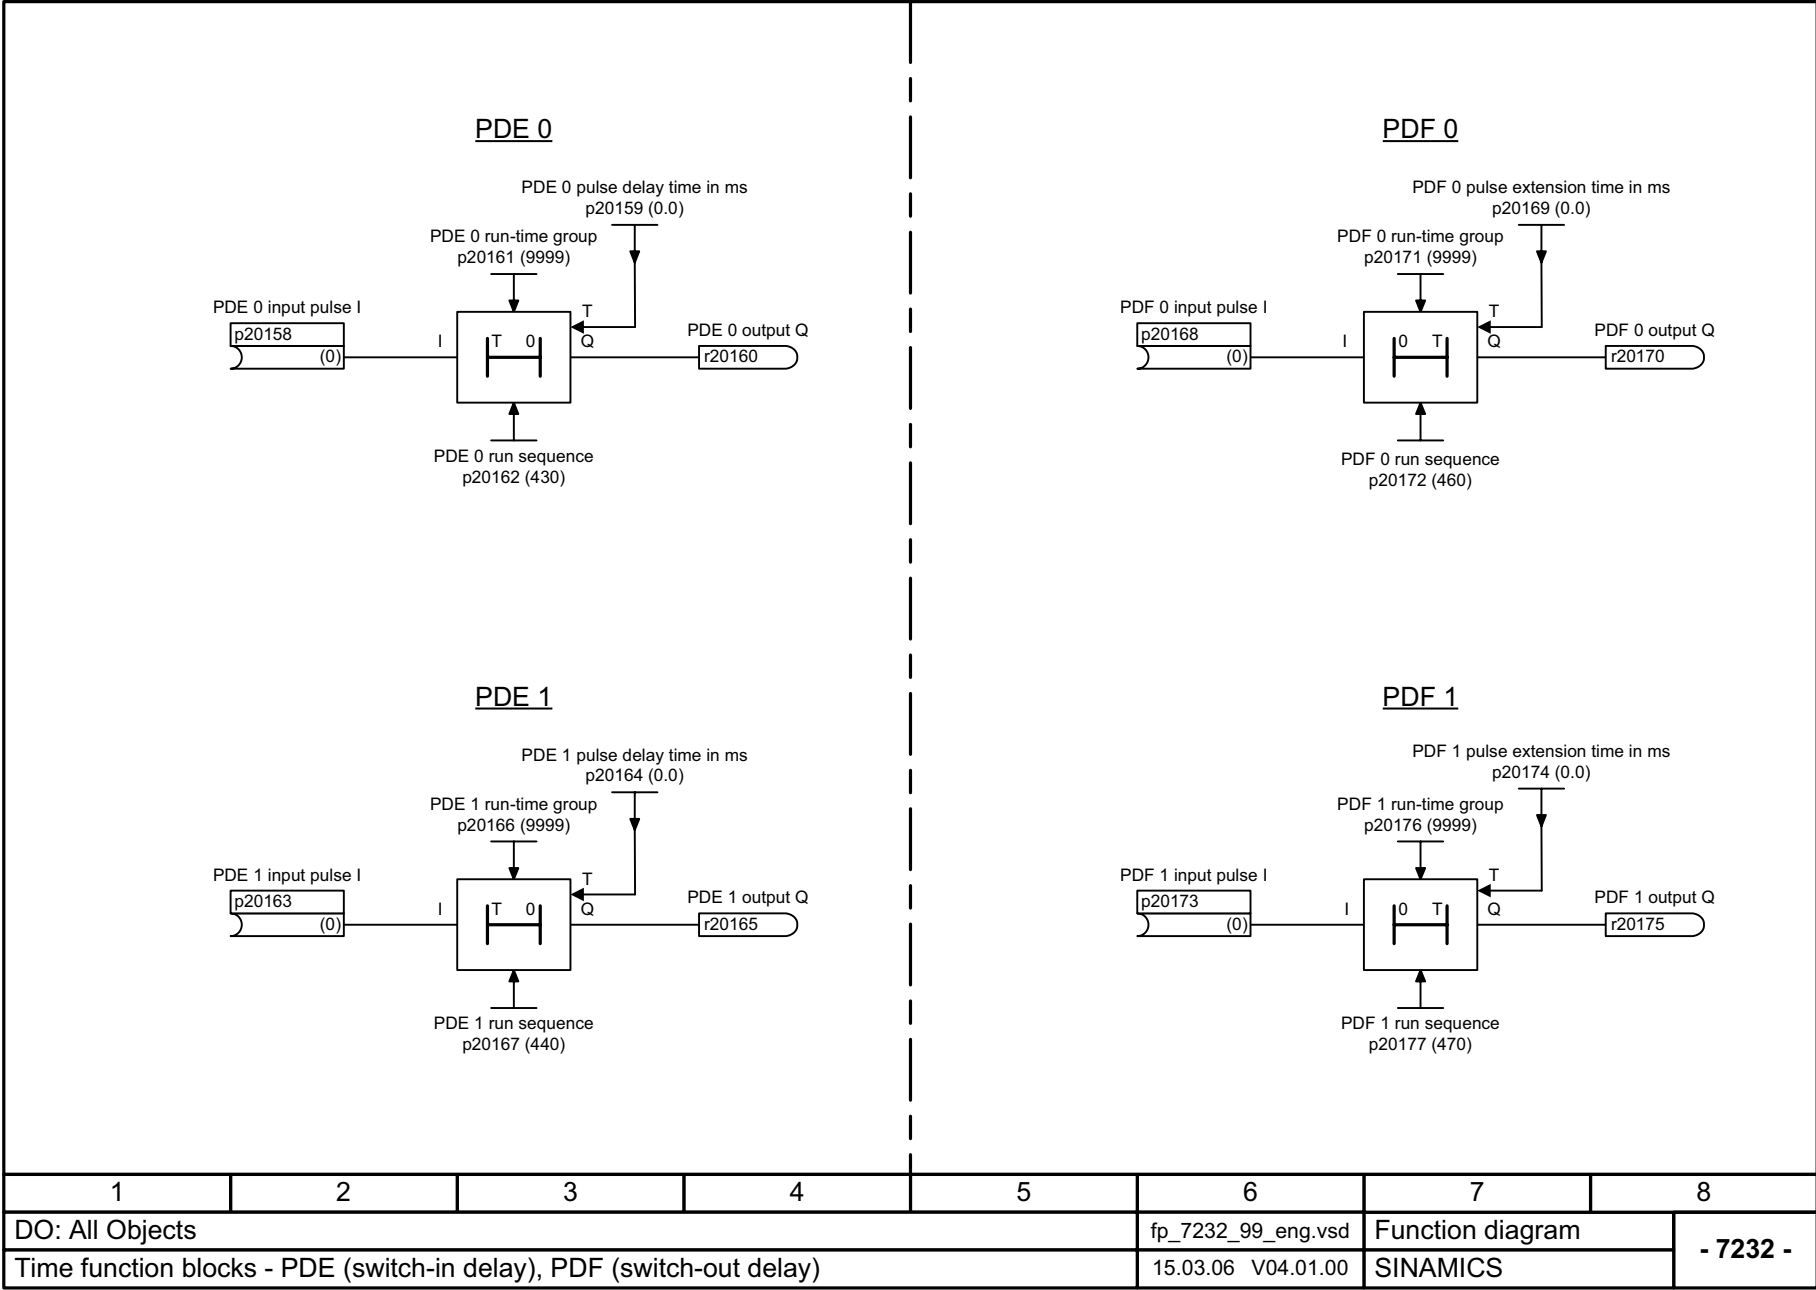 PDE 0
PDE 0 pulse delay time in ms
p20159 (0.0)
PDE 0 run-time group
p20161 (9999)
PDE 0 input pulse I
p20158
(0)
I
T 0
T
Q
PDE 0 output Q
r20160
PDE 0 run sequence
p20162 (430)
PDF 0
PDF 0 pulse extension time in ms
p20169 (0.0)
PDF 0 run-time group
p20171 (9999)
PDF 0 input pulse I
p20168
(0)
I
0 T
T
Q
PDF 0 output Q
r20170
PDF 0 run sequence
p20172 (460)
PDE 1
PDE 1 pulse delay time in ms
p20164 (0.0)
PDE 1 run-time group
p20166 (9999)
PDE 1 input pulse I
p20163
(0)
I
T 0
T
Q
PDE 1 output Q
r20165
PDE 1 run sequence
p20167 (440)
PDF 1
PDF 1 pulse extension time in ms
p20174 (0.0)
PDF 1 run-time group
p20176 (9999)
PDF 1 input pulse I
p20173
(0)
I
0 T
T
Q
PDF 1 output Q
r20175
PDF 1 run sequence
p20177 (470)
1 2 3 4 5 6 7 8
DO: All Objects
fp_7232_99_eng.vsd
Function diagram
- 7232 -
Time function blocks - PDE (switch-in delay), PDF (switch-out delay)
15.03.06 V04.01.00
SINAMICS